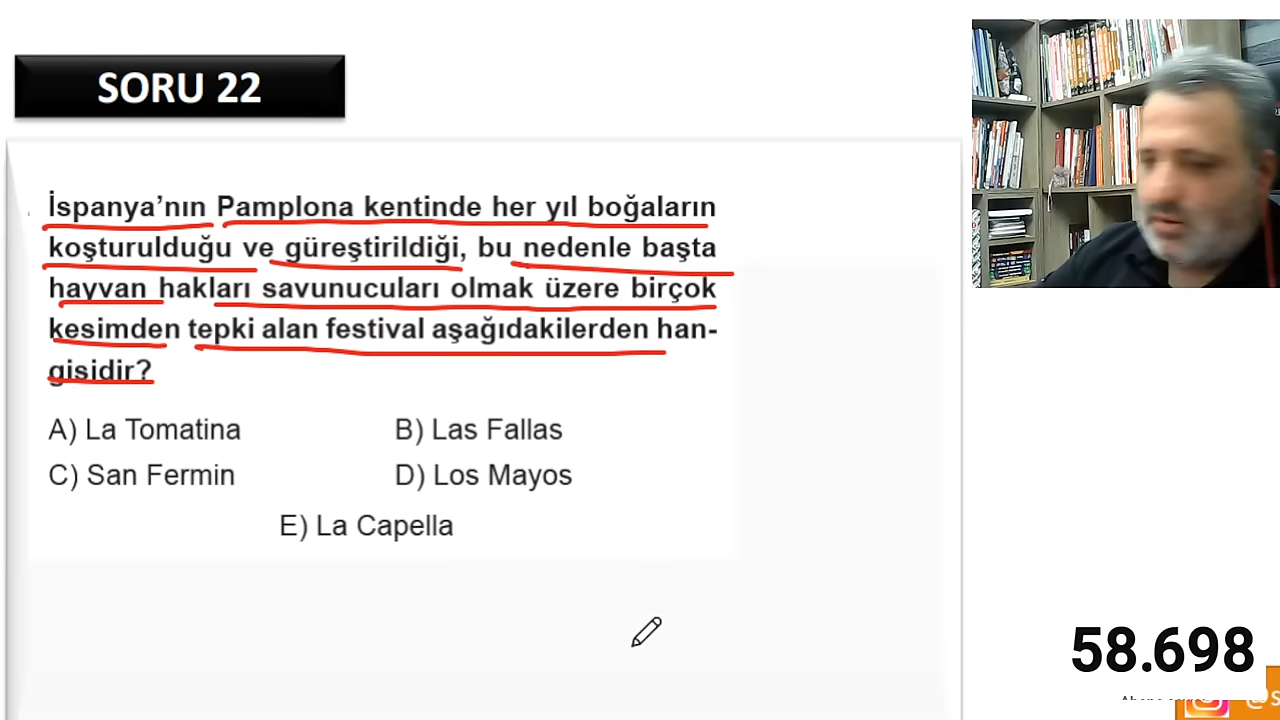 SORU 22
İspanya’nın Pamplona kentinde her yıl boğaların
koşturulduğu ve güreştirildiği, bu nedenle başta
hayvan hakları savunucuları olmak üzere birçok
kesimden tepki alan festival aşağıdakilerden han-
gisidir?
A) La Tomatina
B) Las Fallas
C) San Fermin
D) Los Mayos
E) La Capella
58.698